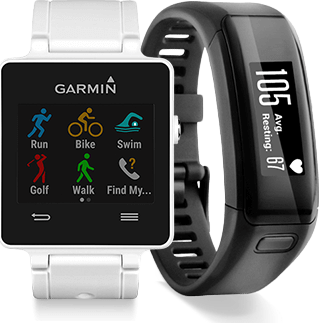 GARMIN
Run Bike Swim
Golf Walk Find My...
105
Avg.
Resting: 67